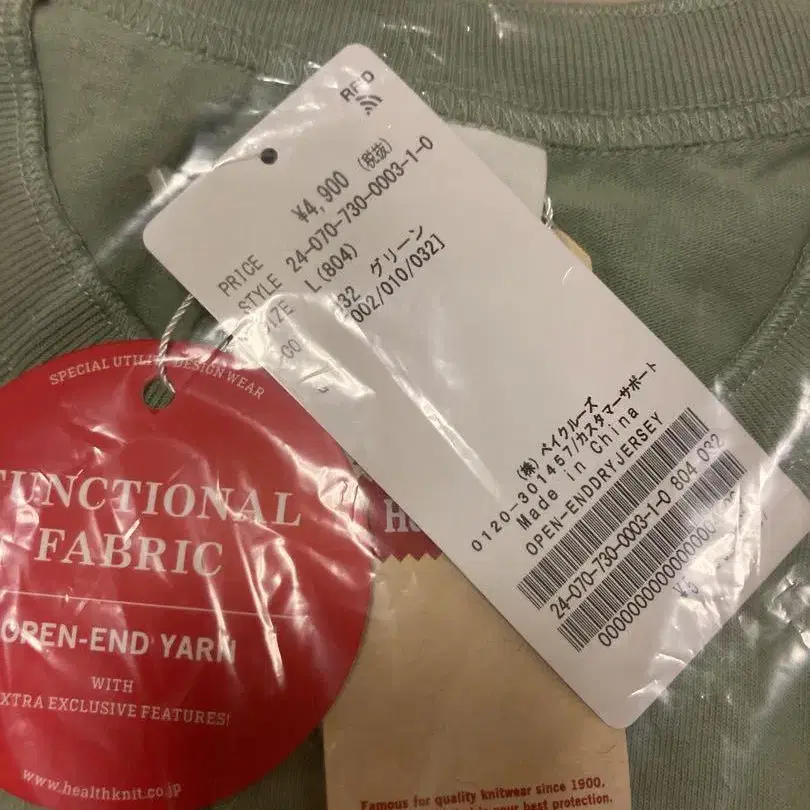 RFID
PRICE ¥4,900 (税抜)
STYLE 24-070-730-0003-1-0
SIZE L(804)
グリーン
002/010/032]
(株) ベイクルーズ
0120-301457/カスタマーサポート
Made in China
OPEN-ENDDRYJERSEY
24-070-730-0003-1-0 804 032
SPECIAL UTILITY DESIGN WEAR
FUNCTIONAL
FABRIC
OPEN-END YARN
WITH
EXTRA EXCLUSIVE FEATURES!
www.healthknit.co.jp
Famous for quality knitwear since 1900,
your best protection.